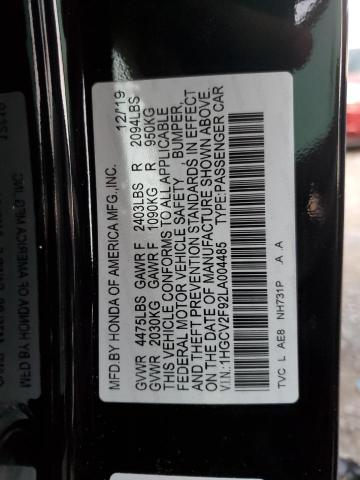 MFD.BY HONDA OF AMERICA MFG.,INC. 12/19
GVWR 4475LBS GAWR F 2403LBS R 2094LBS
GVWR 2030KG GAWR F 1090KG R 950KG
THIS VEHICLE CONFORMS TO ALL APPLICABLE
FEDERAL MOTOR VEHICLE SAFETY BUMPER,
AND THEFT PREVENTION STANDARDS IN EFFECT
ON THE DATE OF MANUFACTURE SHOWN ABOVE.
V.I.N.:1HGCV2F92LA004485 TYPE:PASSENGER CAR
TVC L AE8 NH731P .A .A